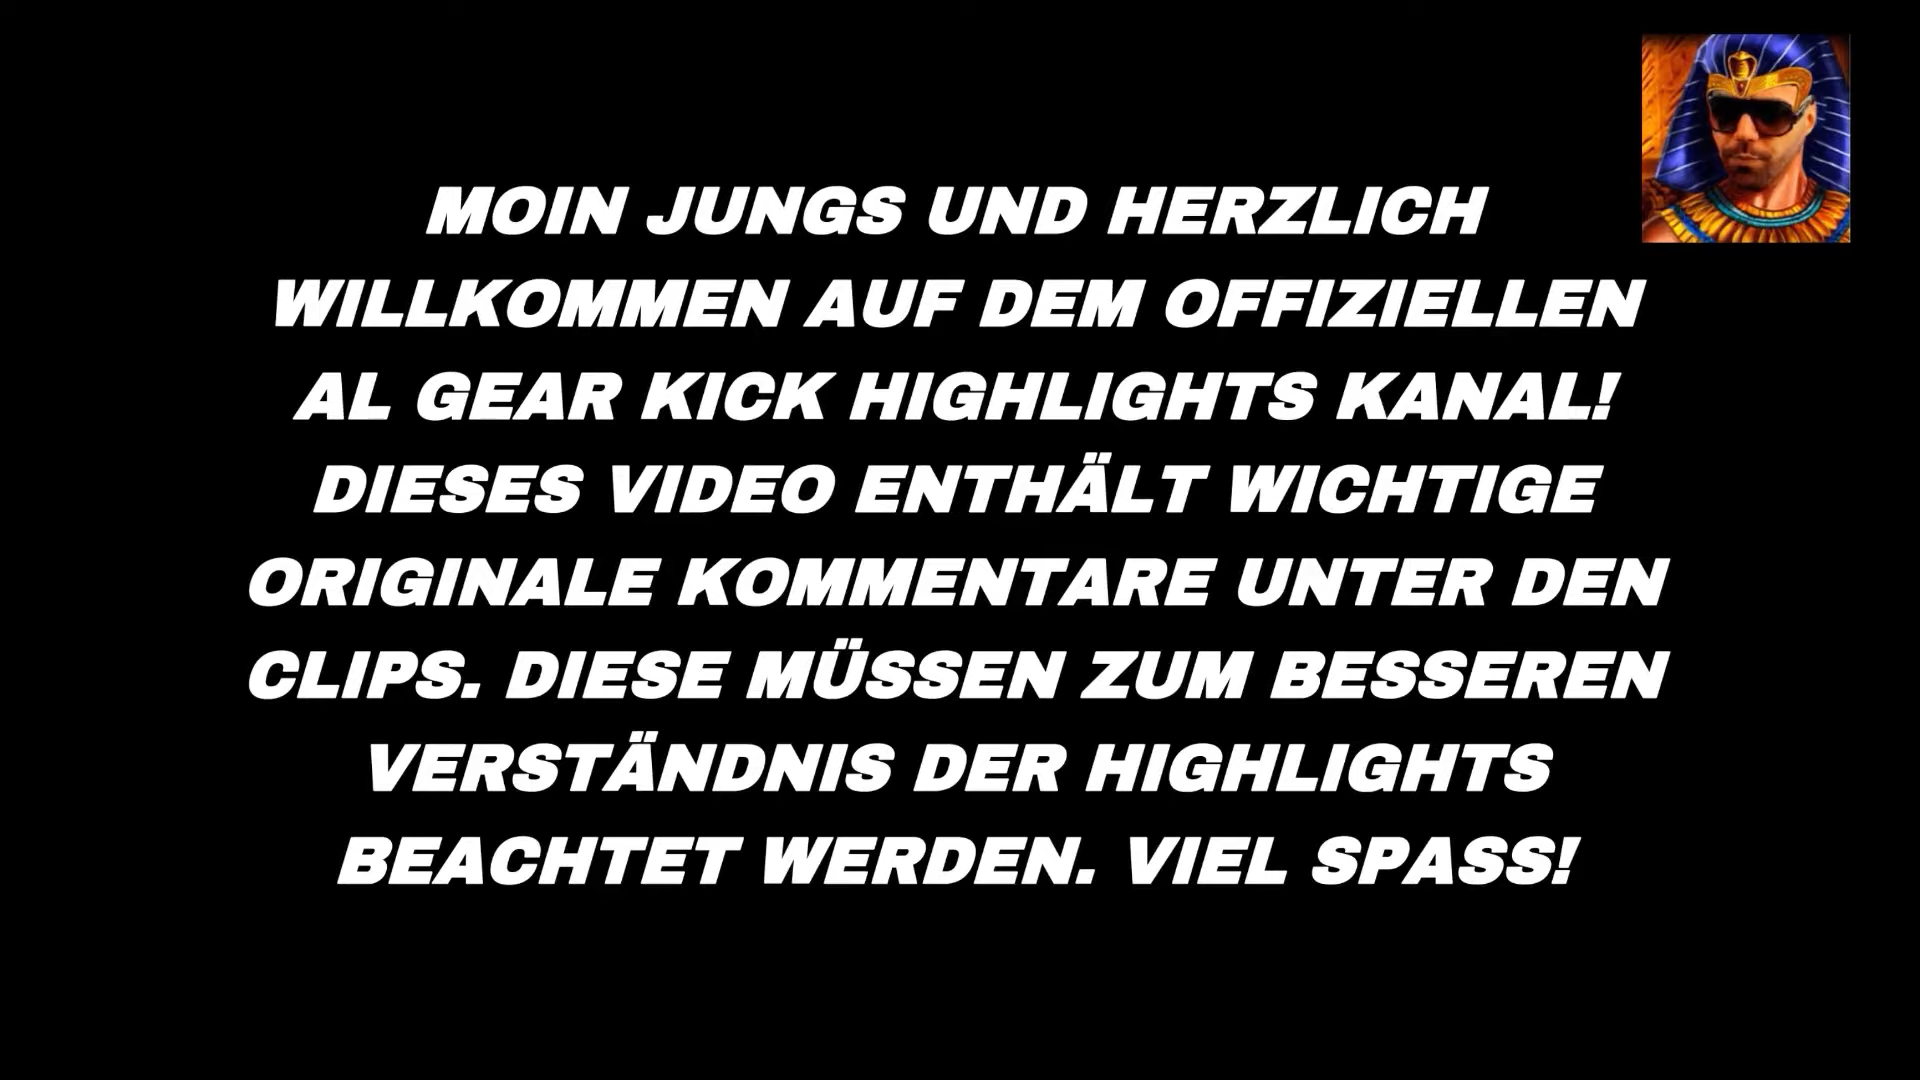 MOIN JUNGS UND HERZLICH
WILLKOMMEN AUF DEM OFFIZIELLEN
AL GEAR KICK HIGHLIGHTS KANAL!
DIESES VIDEO ENTHÄLT WICHTIGE
ORIGINALE KOMMENTARE UNTER DEN
CLIPS. DIESE MÜSSEN ZUM BESSEREN
VERSTÄNDNIS DER HIGHLIGHTS
BEACHTET WERDEN. VIEL SPASS!